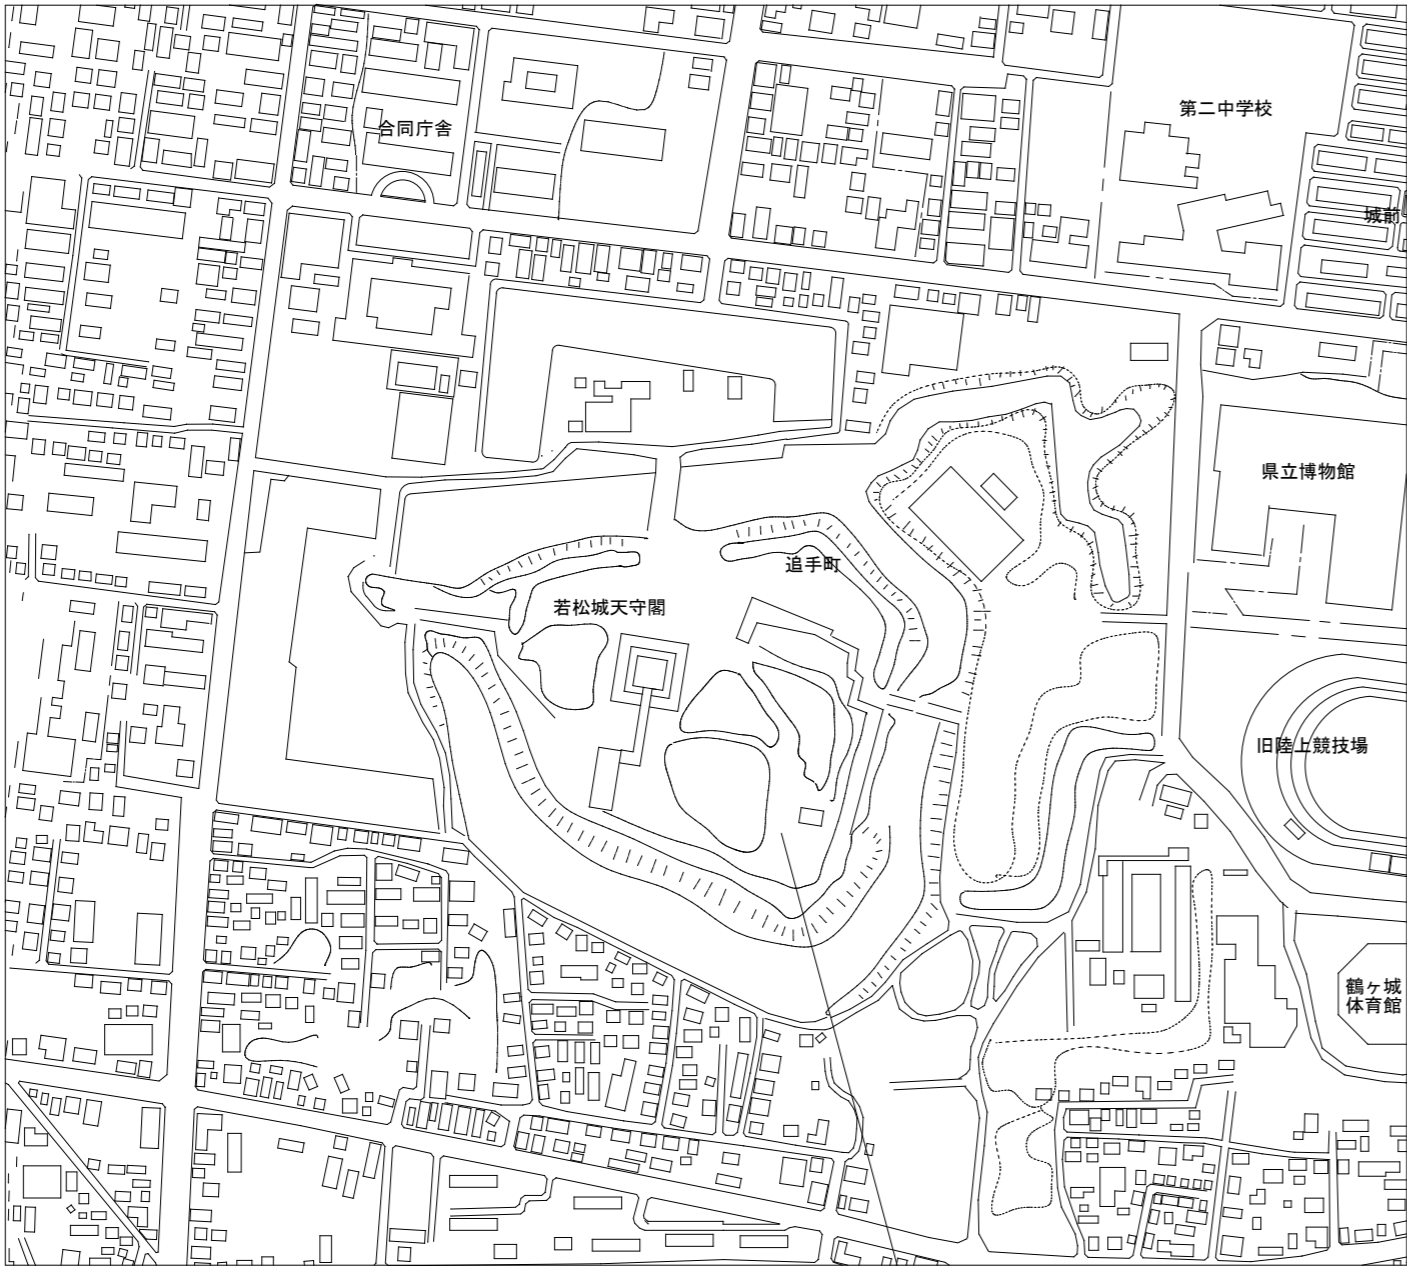 第二中学校
合同庁舎
城前
県立博物館
追手町
若松城天守閣
旧陸上競技場
鶴ヶ城
体育館